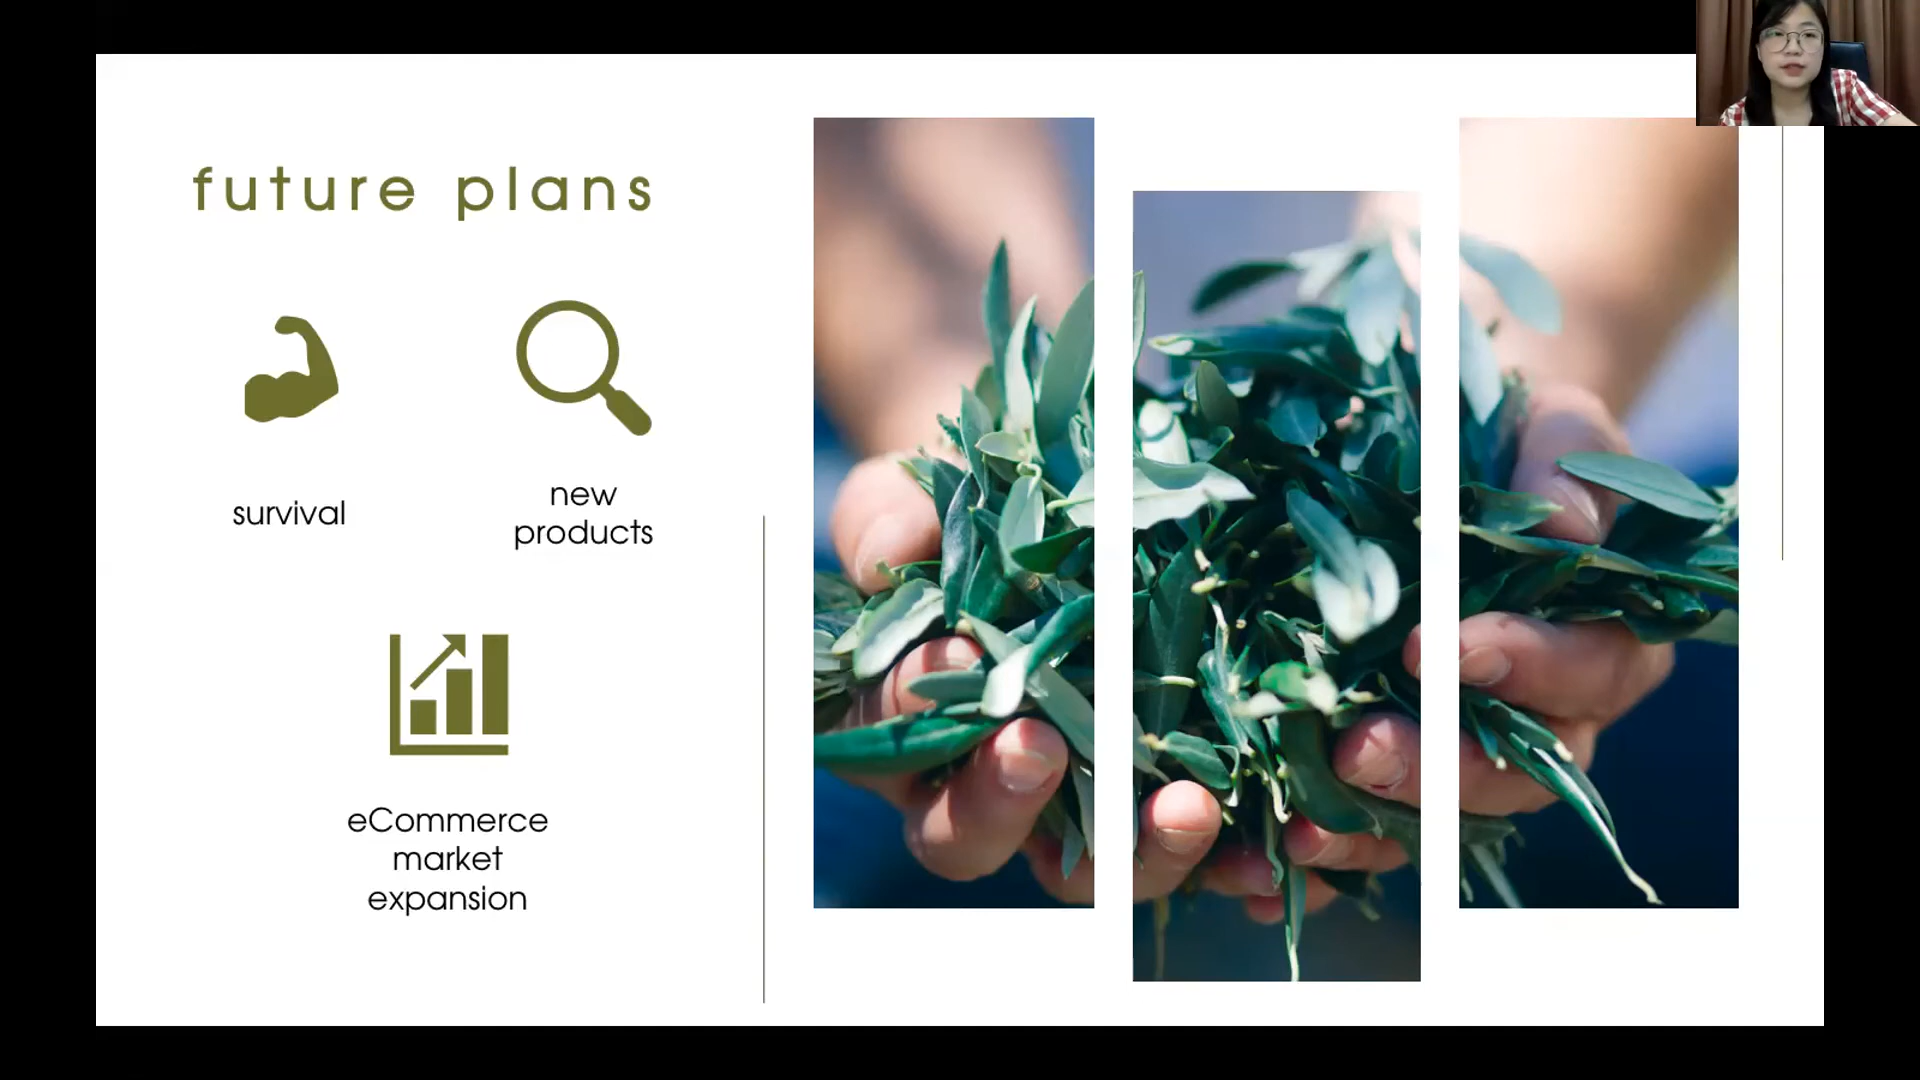 future plans
survival
new
products
eCommerce
market
expansion